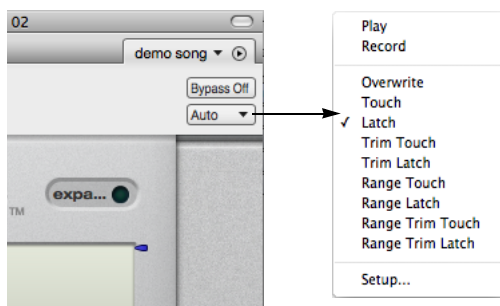 02
demo song
Bypass Off
Auto
expa...
TM
Play
Record
Overwrite
Touch
✓ Latch
Trim Touch
Trim Latch
Range Touch
Range Latch
Range Trim Touch
Range Trim Latch
Setup...